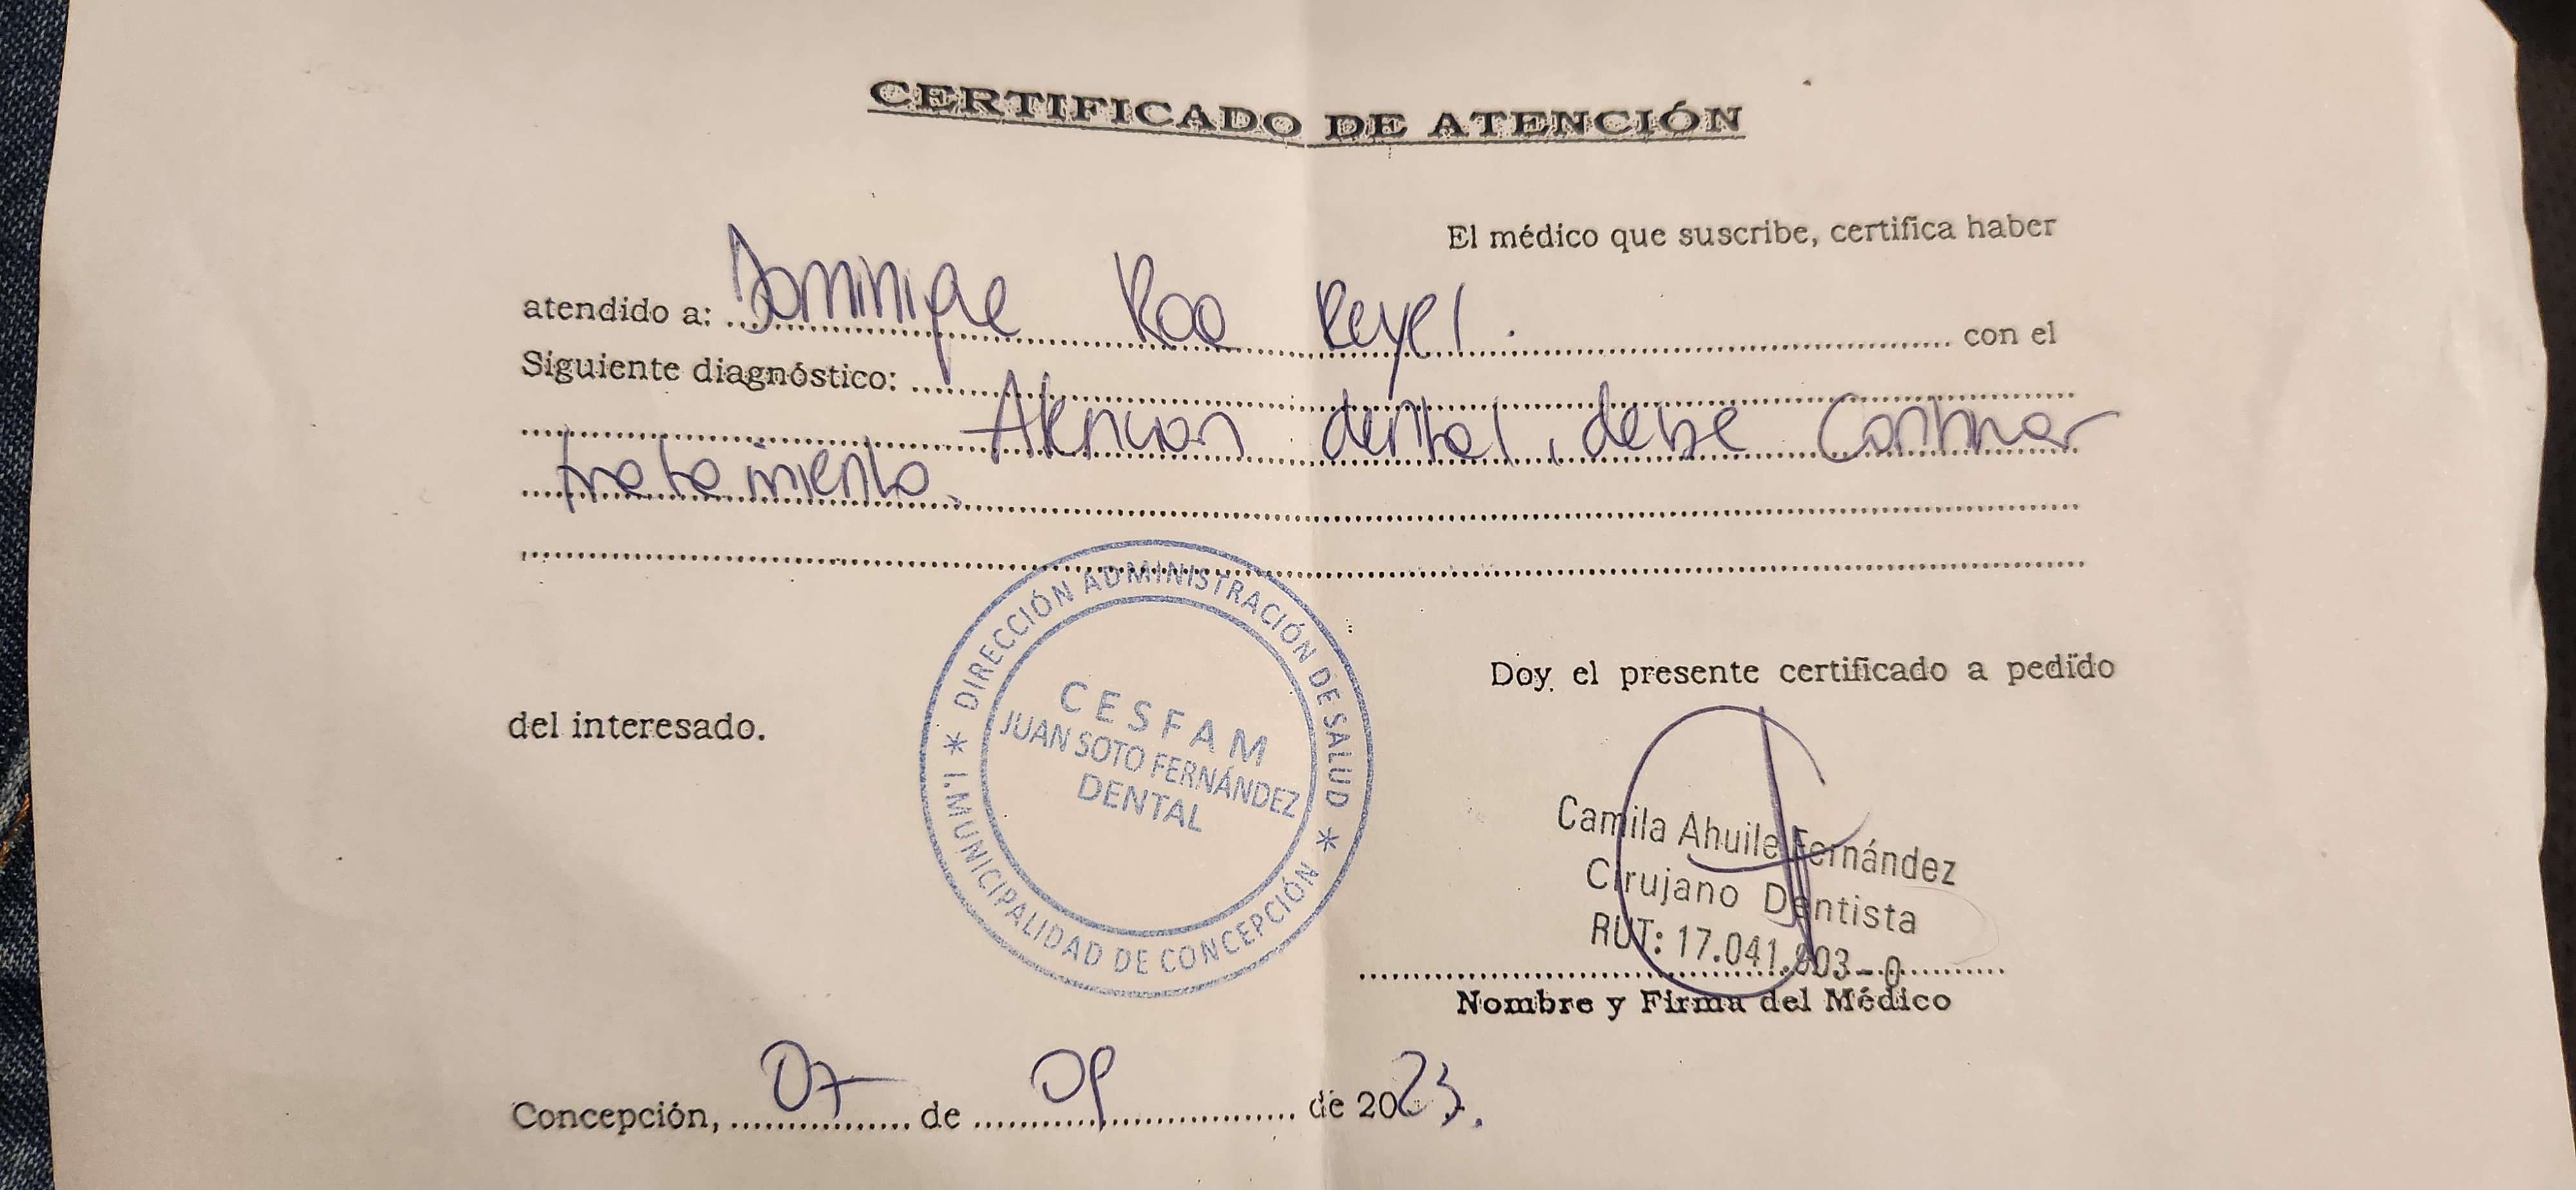 CERTIFICADO DE ATENCIÓN
El médico que suscribe, certifica haber
atendido a: Dominique Roa Reyes. con el
Siguiente diagnóstico:
Atención dental, debe continuar
tratamiento.
DIRECCIÓN ADMINISTRACIÓN DE SALUD
* I. MUNICIPALIDAD DE CONCEPCIÓN *
CESFAM
JUAN SOTO FERNÁNDEZ
DENTAL
Doy el presente certificado a pedido
del interesado.
Camila Ahuile Fernández
Cirujano Dentista
RUT: 17.041.903-0
Nombre y Firma del Médico
Concepción, 07 de 09 de 2023.